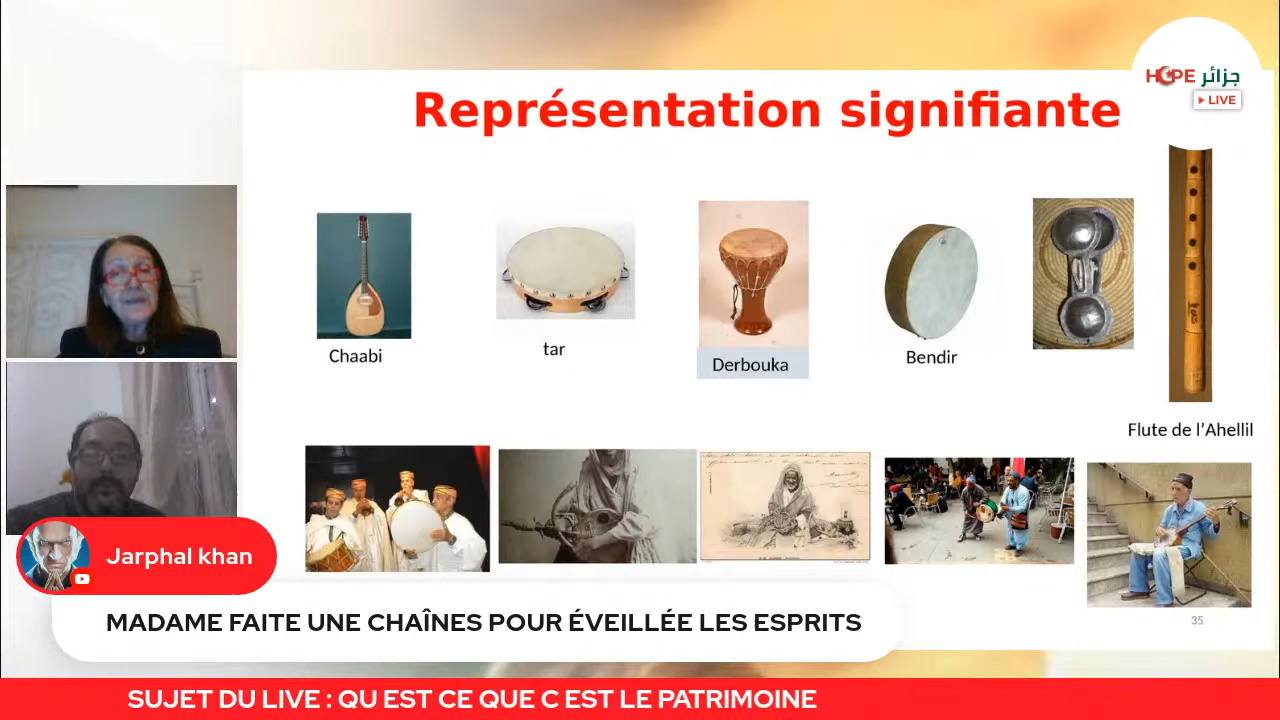 Représentation signifiante
HOPE جزائر
LIVE
Chaabi
tar
Derbouka
Bendir
Flute de l’Ahellil
35
Jarphal khan
MADAME FAITE UNE CHAÎNES POUR ÉVEILLÉE LES ESPRITS
SUJET DU LIVE : QU EST CE QUE C EST LE PATRIMOINE